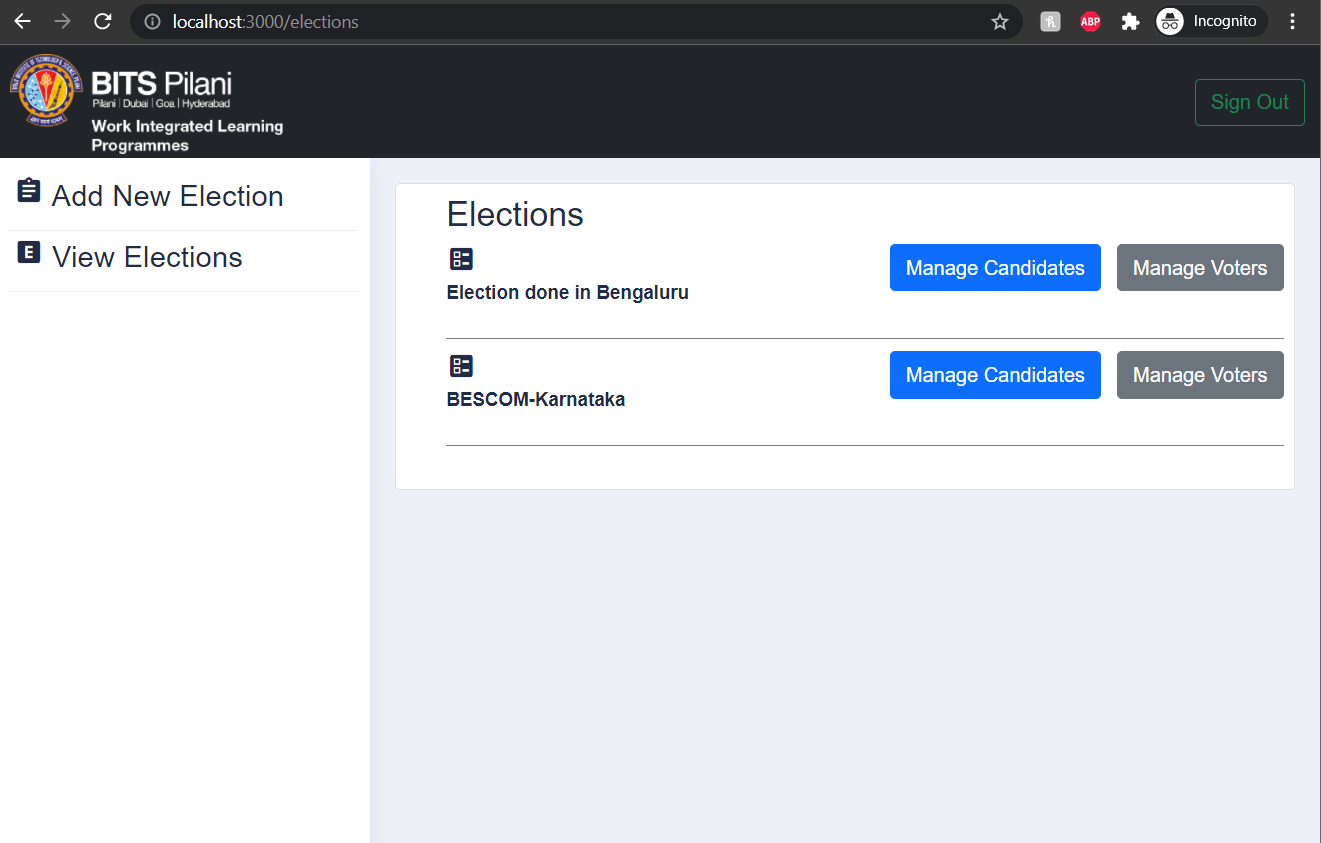 localhost:3000/elections
ABP
Incognito
BITS Pilani
Pilani | Dubai | Goa | Hyderabad
Work Integrated Learning
Programmes
Sign Out
Add New Election
E View Elections
Elections
Manage Candidates Manage Voters
Election done in Bengaluru
Manage Candidates Manage Voters
BESCOM-Karnataka